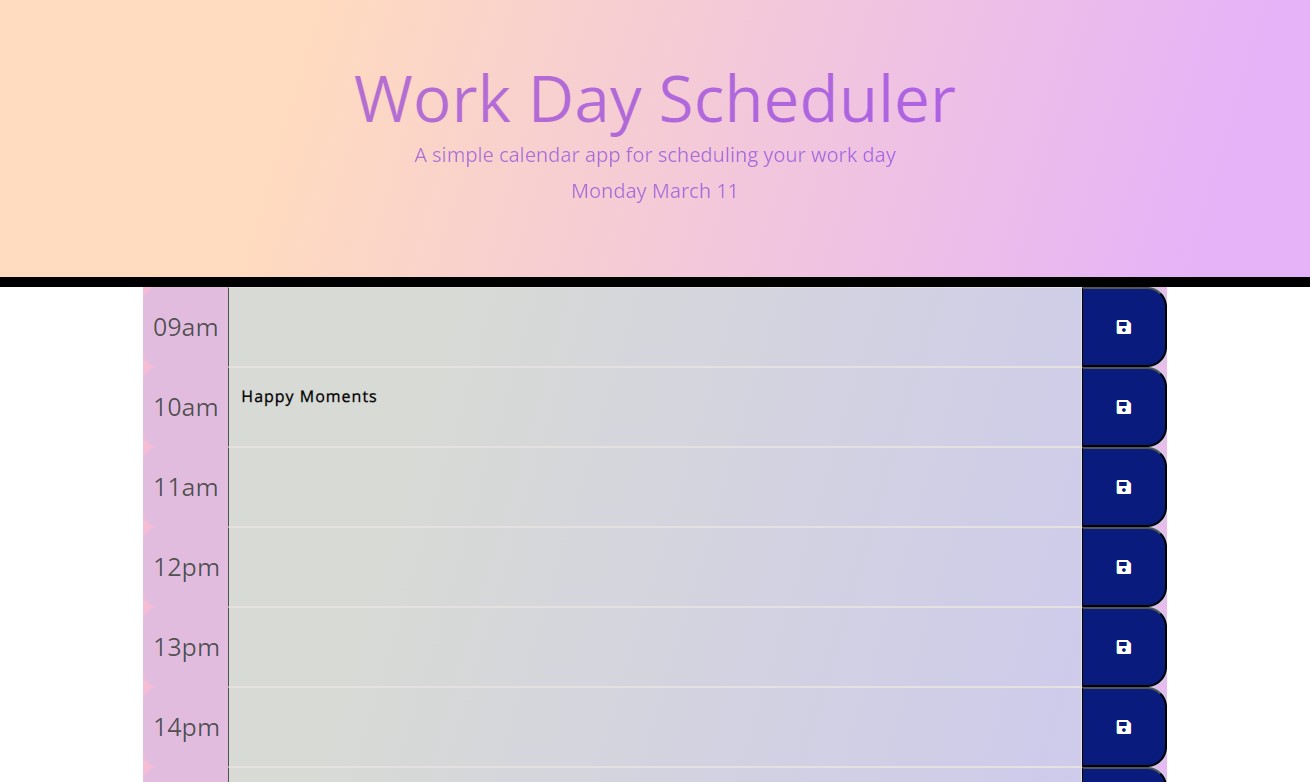 Work Day Scheduler
A simple calendar app for scheduling your work day
Monday March 11
09am
10am Happy Moments
11am
12pm
13pm
14pm